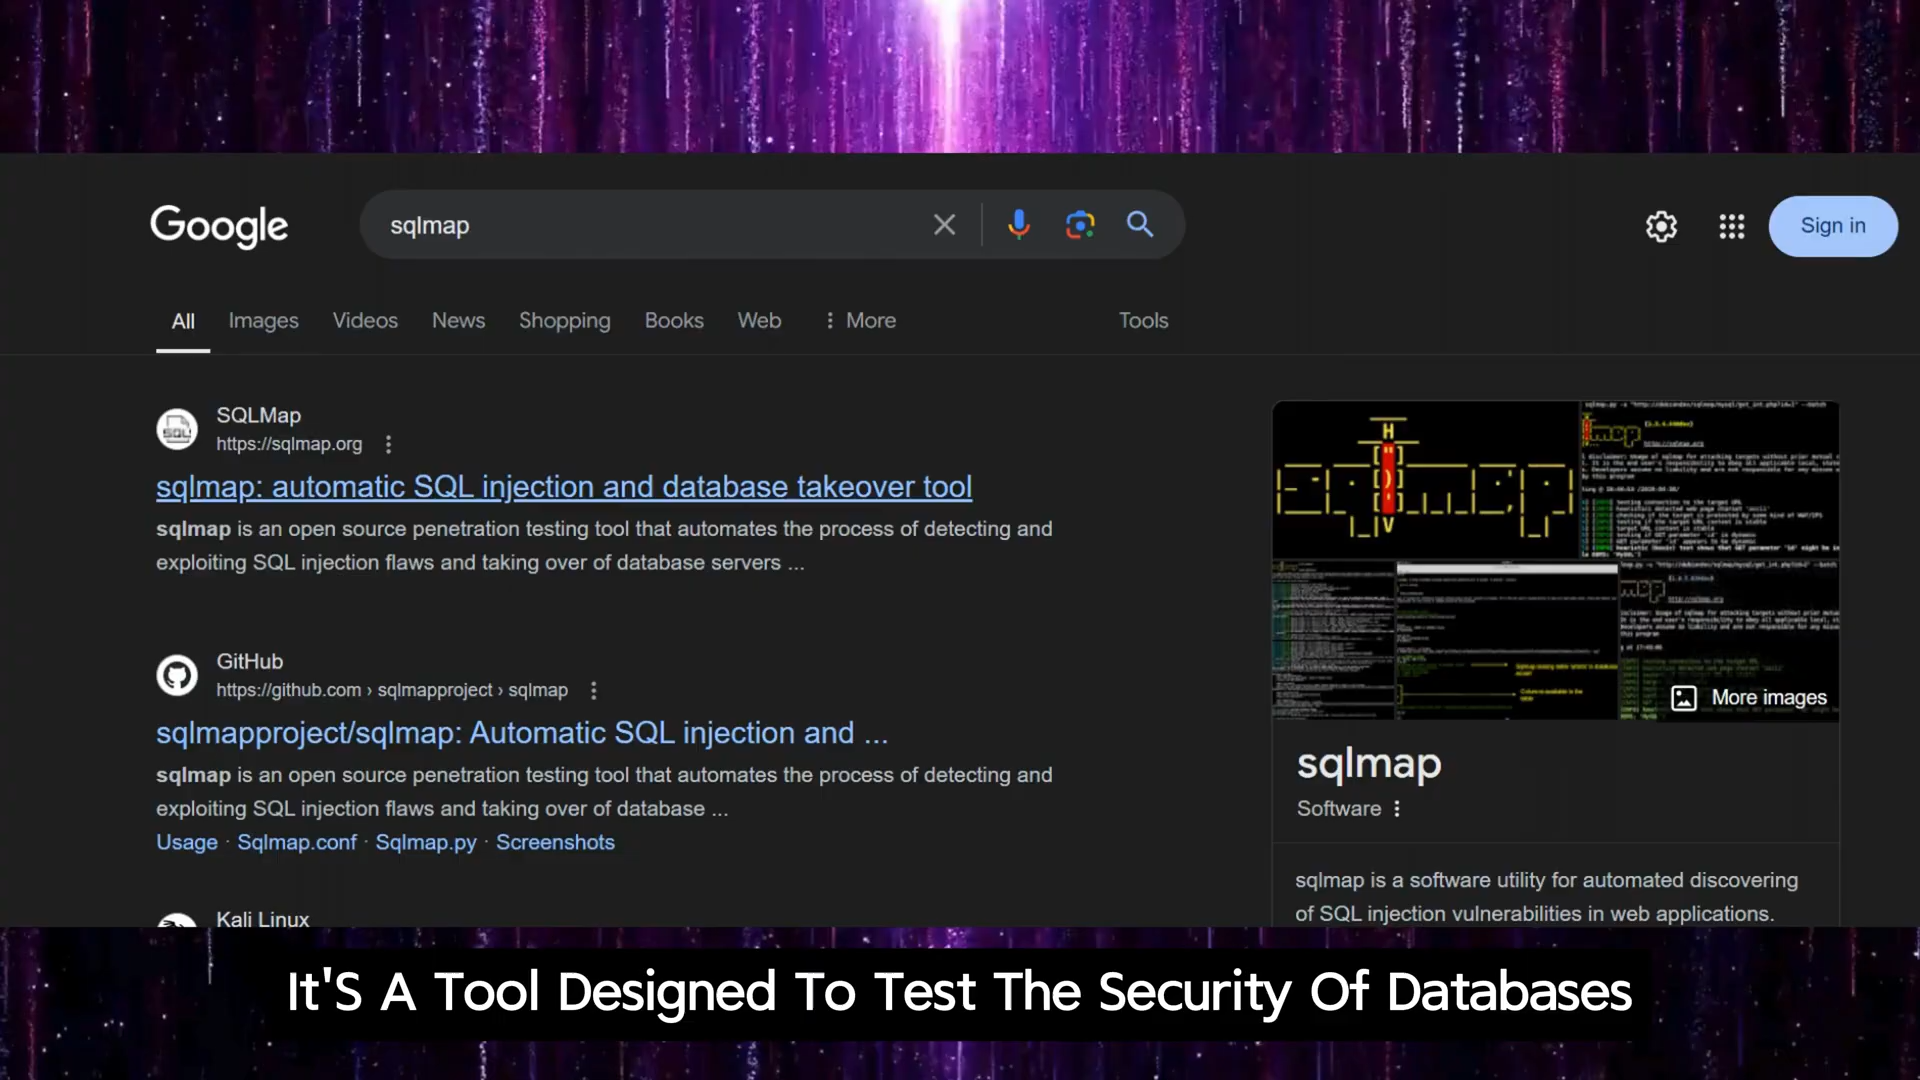 Google
sqlmap
Sign in
All
Images
Videos
News
Shopping
Books
Web
More
Tools
SQLMap
https://sqlmap.org
sqlmap: automatic SQL injection and database takeover tool
sqlmap is an open source penetration testing tool that automates the process of detecting and
exploiting SQL injection flaws and taking over of database servers ...
GitHub
https://github.com › sqlmapproject › sqlmap
sqlmapproject/sqlmap: Automatic SQL injection and ...
sqlmap is an open source penetration testing tool that automates the process of detecting and
exploiting SQL injection flaws and taking over of database ...
Usage · Sqlmap.conf · Sqlmap.py · Screenshots
Kali Linux
More images
sqlmap
Software
sqlmap is a software utility for automated discovering
of SQL injection vulnerabilities in web applications.
It'S A Tool Designed To Test The Security Of Databases